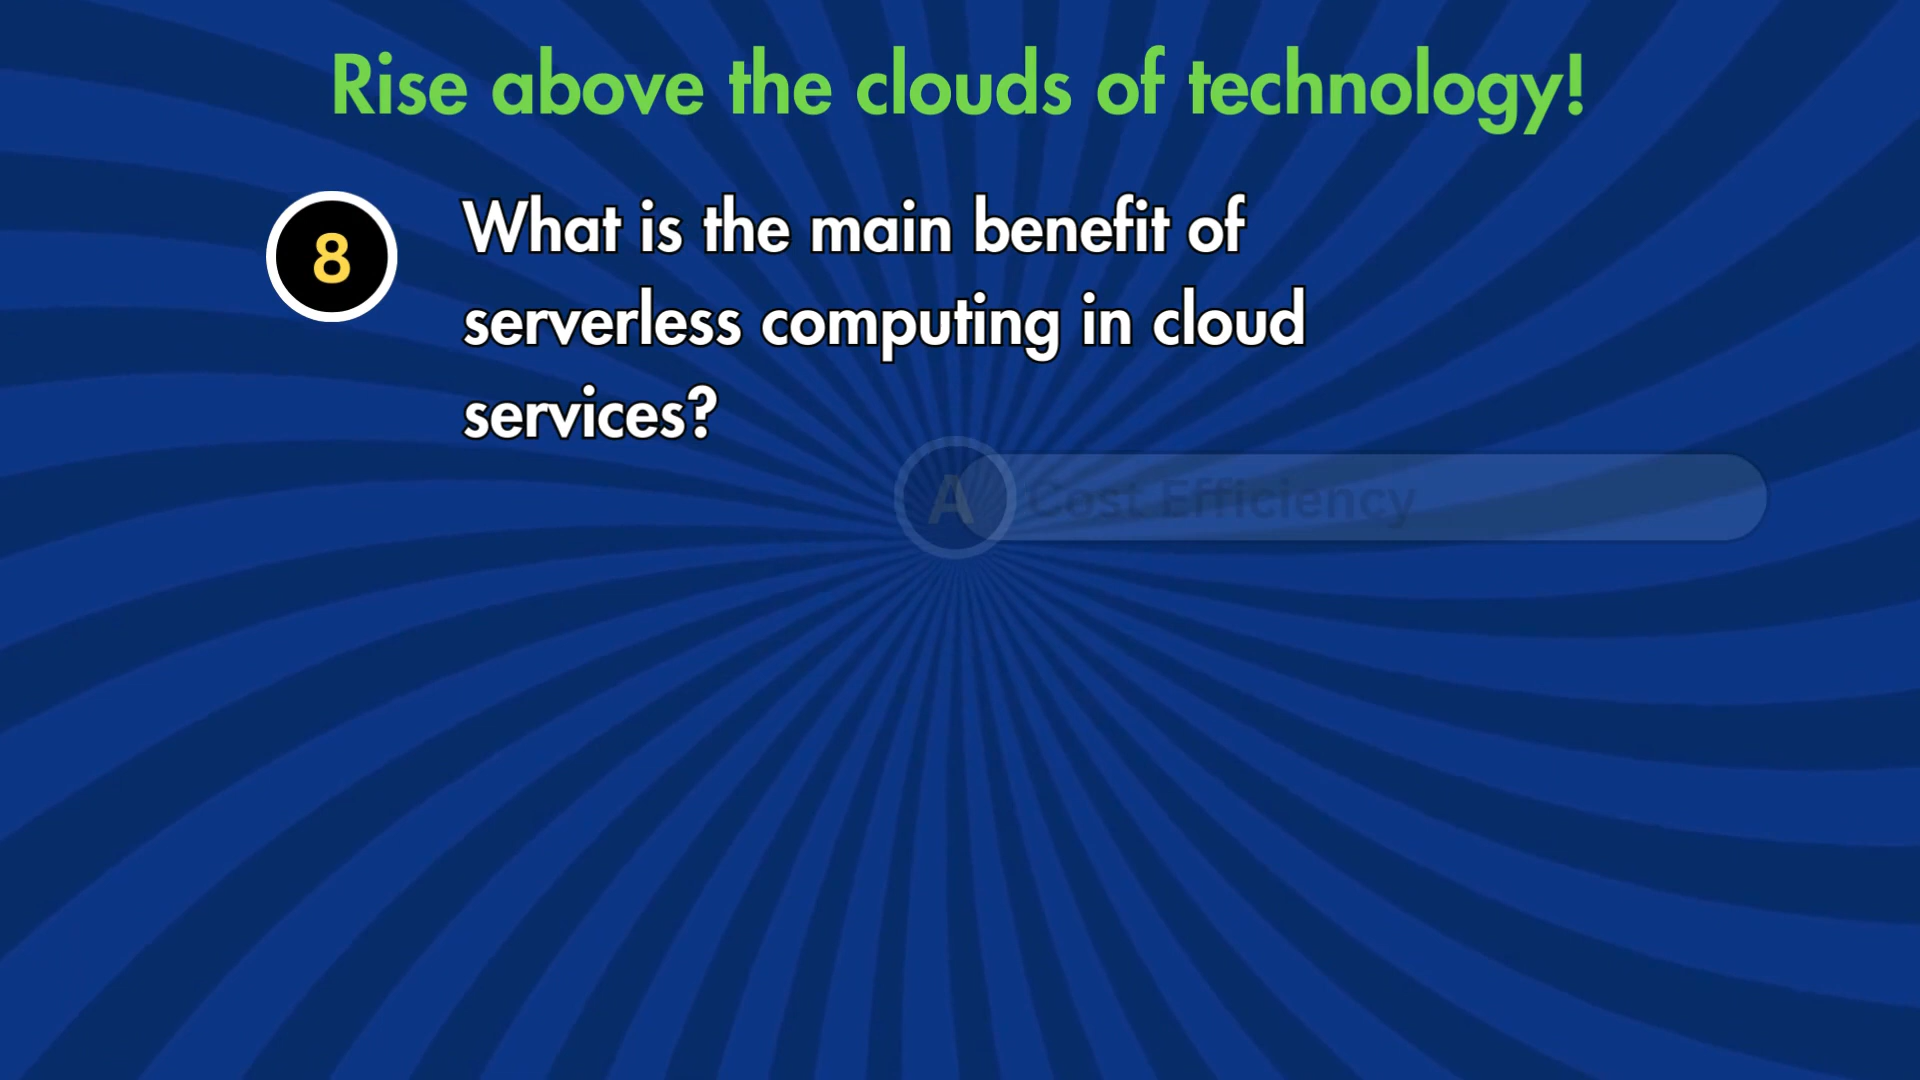 Rise above the clouds of technology!
8
What is the main benefit of
serverless computing in cloud
services?
A Cost Efficiency